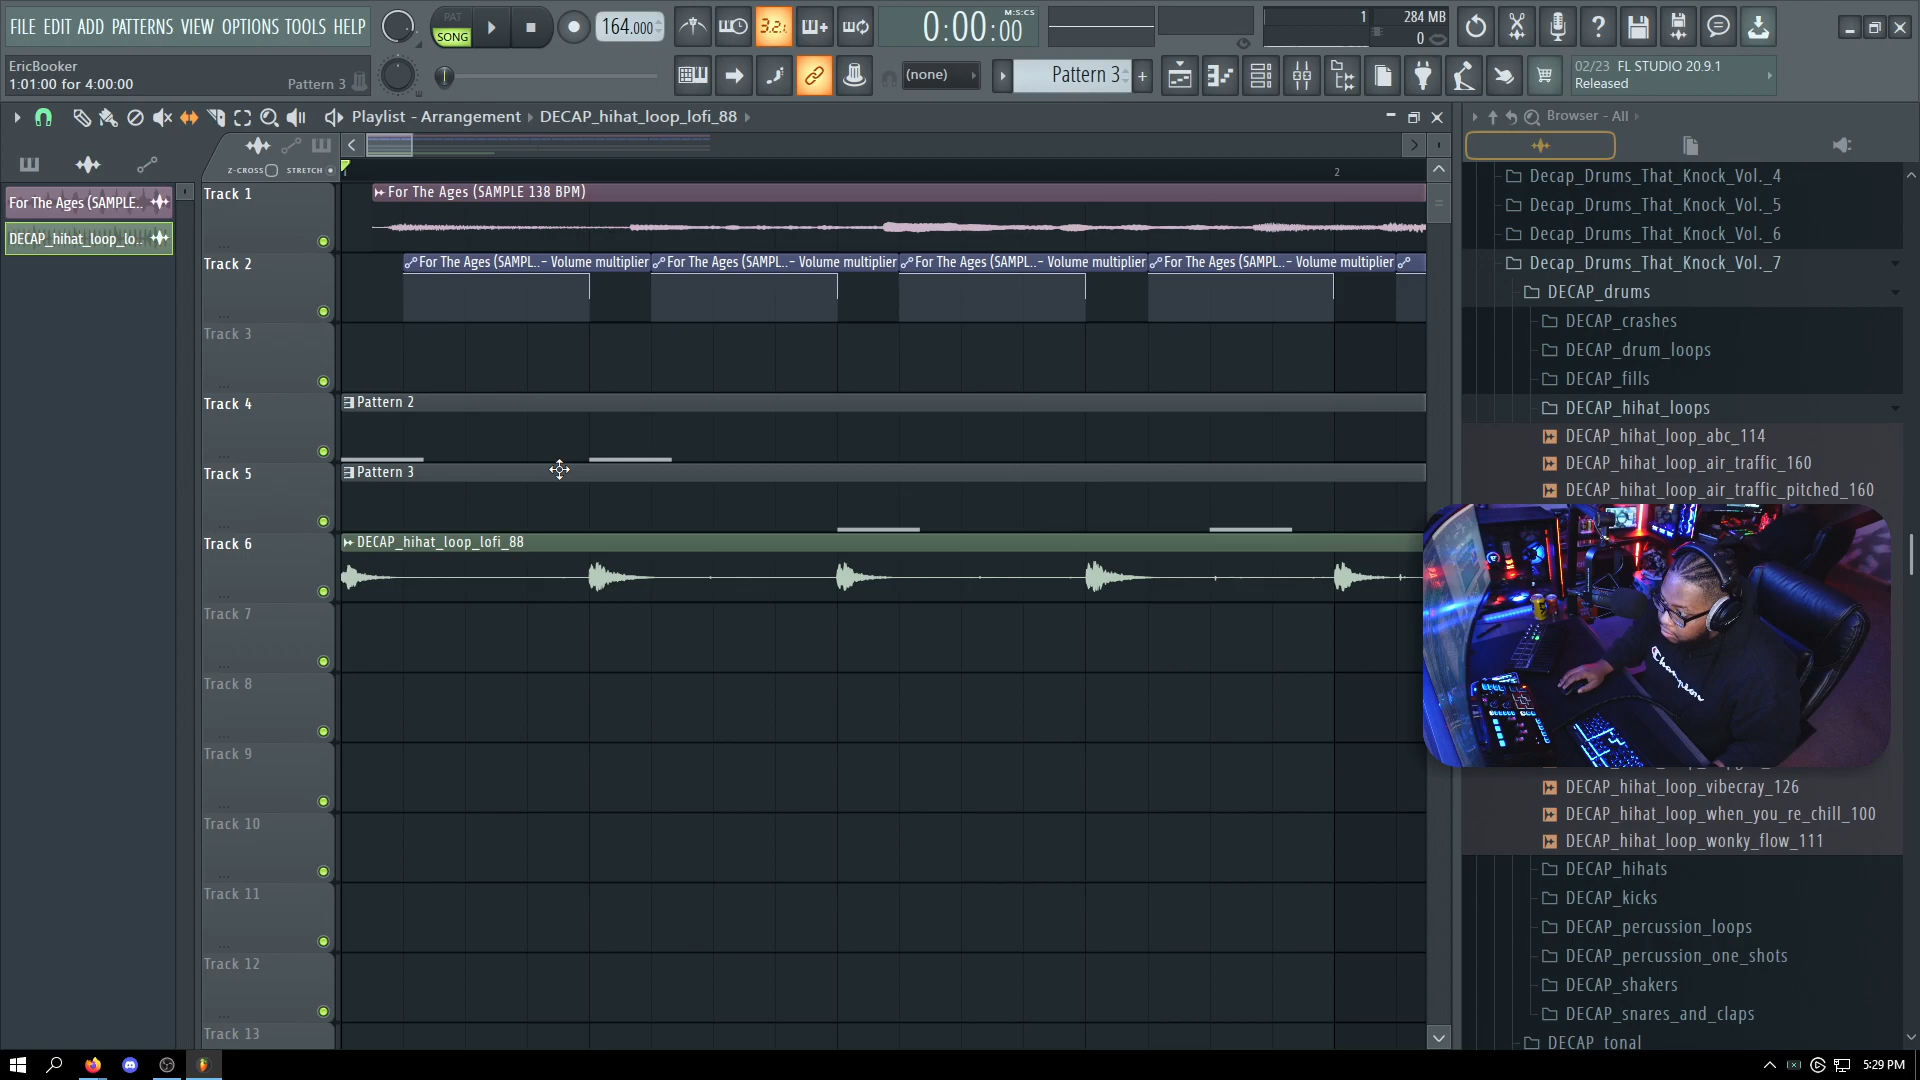 FILE EDIT ADD PATTERNS VIEW OPTIONS TOOLS HELP
PAT
SONG
164.000
3.2.
0:00:00
M:S:CS
1
284 MB
0
EricBooker
1:01:00 for 4:00:00
Pattern 3
(none)
Pattern 3
02/23 FL STUDIO 20.9.1
Released
Playlist - Arrangement
DECAP_hihat_loop_lofi_88
Browser - All
Z-CROSS
STRETCH
2
For The Ages (SAMPLE..
DECAP_hihat_loop_lo..
Track 1
For The Ages (SAMPLE 138 BPM)
Track 2
For The Ages (SAMPL..- Volume multiplier
For The Ages (SAMPL..- Volume multiplier
For The Ages (SAMPL..- Volume multiplier
For The Ages (SAMPL..- Volume multiplier
Track 3
Track 4
Pattern 2
Track 5
Pattern 3
Track 6
DECAP_hihat_loop_lofi_88
Track 7
Track 8
Track 9
Track 10
Track 11
Track 12
Track 13
Decap_Drums_That_Knock_Vol._4
Decap_Drums_That_Knock_Vol._5
Decap_Drums_That_Knock_Vol._6
Decap_Drums_That_Knock_Vol._7
DECAP_drums
DECAP_crashes
DECAP_drum_loops
DECAP_fills
DECAP_hihat_loops
DECAP_hihat_loop_abc_114
DECAP_hihat_loop_air_traffic_160
DECAP_hihat_loop_air_traffic_pitched_160
Champion
DECAP_hihat_loop_vibecray_126
DECAP_hihat_loop_when_you_re_chill_100
DECAP_hihat_loop_wonky_flow_111
DECAP_hihats
DECAP_kicks
DECAP_percussion_loops
DECAP_percussion_one_shots
DECAP_shakers
DECAP_snares_and_claps
DECAP_tonal
5:29 PM